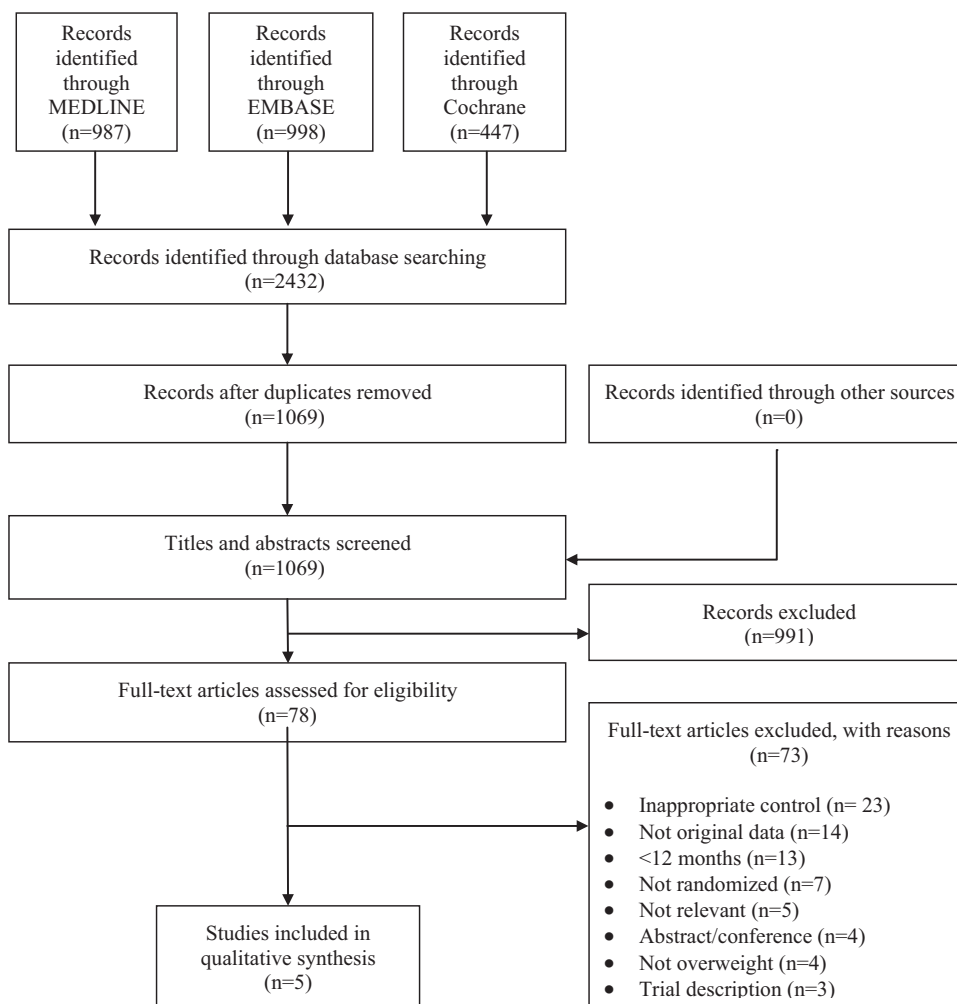 Records
identified
through
MEDLINE
(n=987)
Records
identified
through
EMBASE
(n=998)
Records
identified
through
Cochrane
(n=447)
Records identified through database searching
(n=2432)
Records after duplicates removed
(n=1069)
Records identified through other sources
(n=0)
Titles and abstracts screened
(n=1069)
Records excluded
(n=991)
Full-text articles assessed for eligibility
(n=78)
Full-text articles excluded, with reasons
(n=73)
• Inappropriate control (n= 23)
• Not original data (n=14)
• <12 months (n=13)
• Not randomized (n=7)
• Not relevant (n=5)
• Abstract/conference (n=4)
• Not overweight (n=4)
• Trial description (n=3)
Studies included in
qualitative synthesis
(n=5)